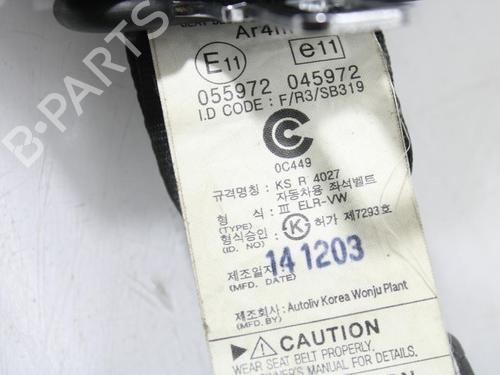 Ar4m
E11 e11
055972 045972
I.D CODE : F/R3/SB319
0C449
규격명칭 : KS R 4027
자동차용 좌석벨트
형 식 : Ⅲ ELR-VW
(TYPE)
형식승인 : K 허가 제7293호
(ID. NO)
제조일자 : 141203
(MFD. DATE)
제조회사 : Autoliv Korea Wonju Plant
(MFD.BY)
CAUTION
WEAR SEAT BELT PROPERLY.
OWNER'S MANUAL FOR DETAILS.
B-PARTS